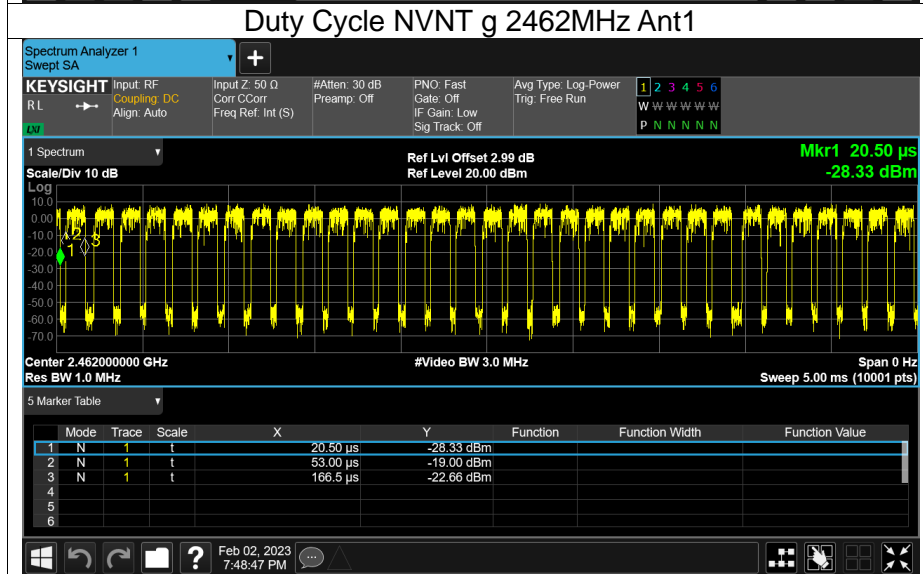 Duty Cycle NVNT g 2462MHz Ant1
Spectrum Analyzer 1
Swept SA
+
KEYSIGHT
R L
LXI
Input: RF
Coupling: DC
Align: Auto
Input Z: 50 Ω
Corr CCorr
Freq Ref: Int (S)
#Atten: 30 dB
Preamp: Off
PNO: Fast
Gate: Off
IF Gain: Low
Sig Track: Off
Avg Type: Log-Power
Trig: Free Run
1 2 3 4 5 6
W W W W W W
P N N N N N
1 Spectrum
Scale/Div 10 dB
Ref Lvl Offset 2.99 dB
Ref Level 20.00 dBm
Mkr1 20.50 µs
-28.33 dBm
Log
10.0
0.00
-10.0
-20.0
-30.0
-40.0
-50.0
-60.0
-70.0
1 2 3
Center 2.462000000 GHz
Res BW 1.0 MHz
#Video BW 3.0 MHz
Span 0 Hz
Sweep 5.00 ms (10001 pts)
5 Marker Table
Mode Trace Scale X Y Function Function Width Function Value
1 N 1 t 20.50 µs -28.33 dBm
2 N 1 t 53.00 µs -19.00 dBm
3 N 1 t 166.5 µs -22.66 dBm
4
5
6
?
Feb 02, 2023
7:48:47 PM